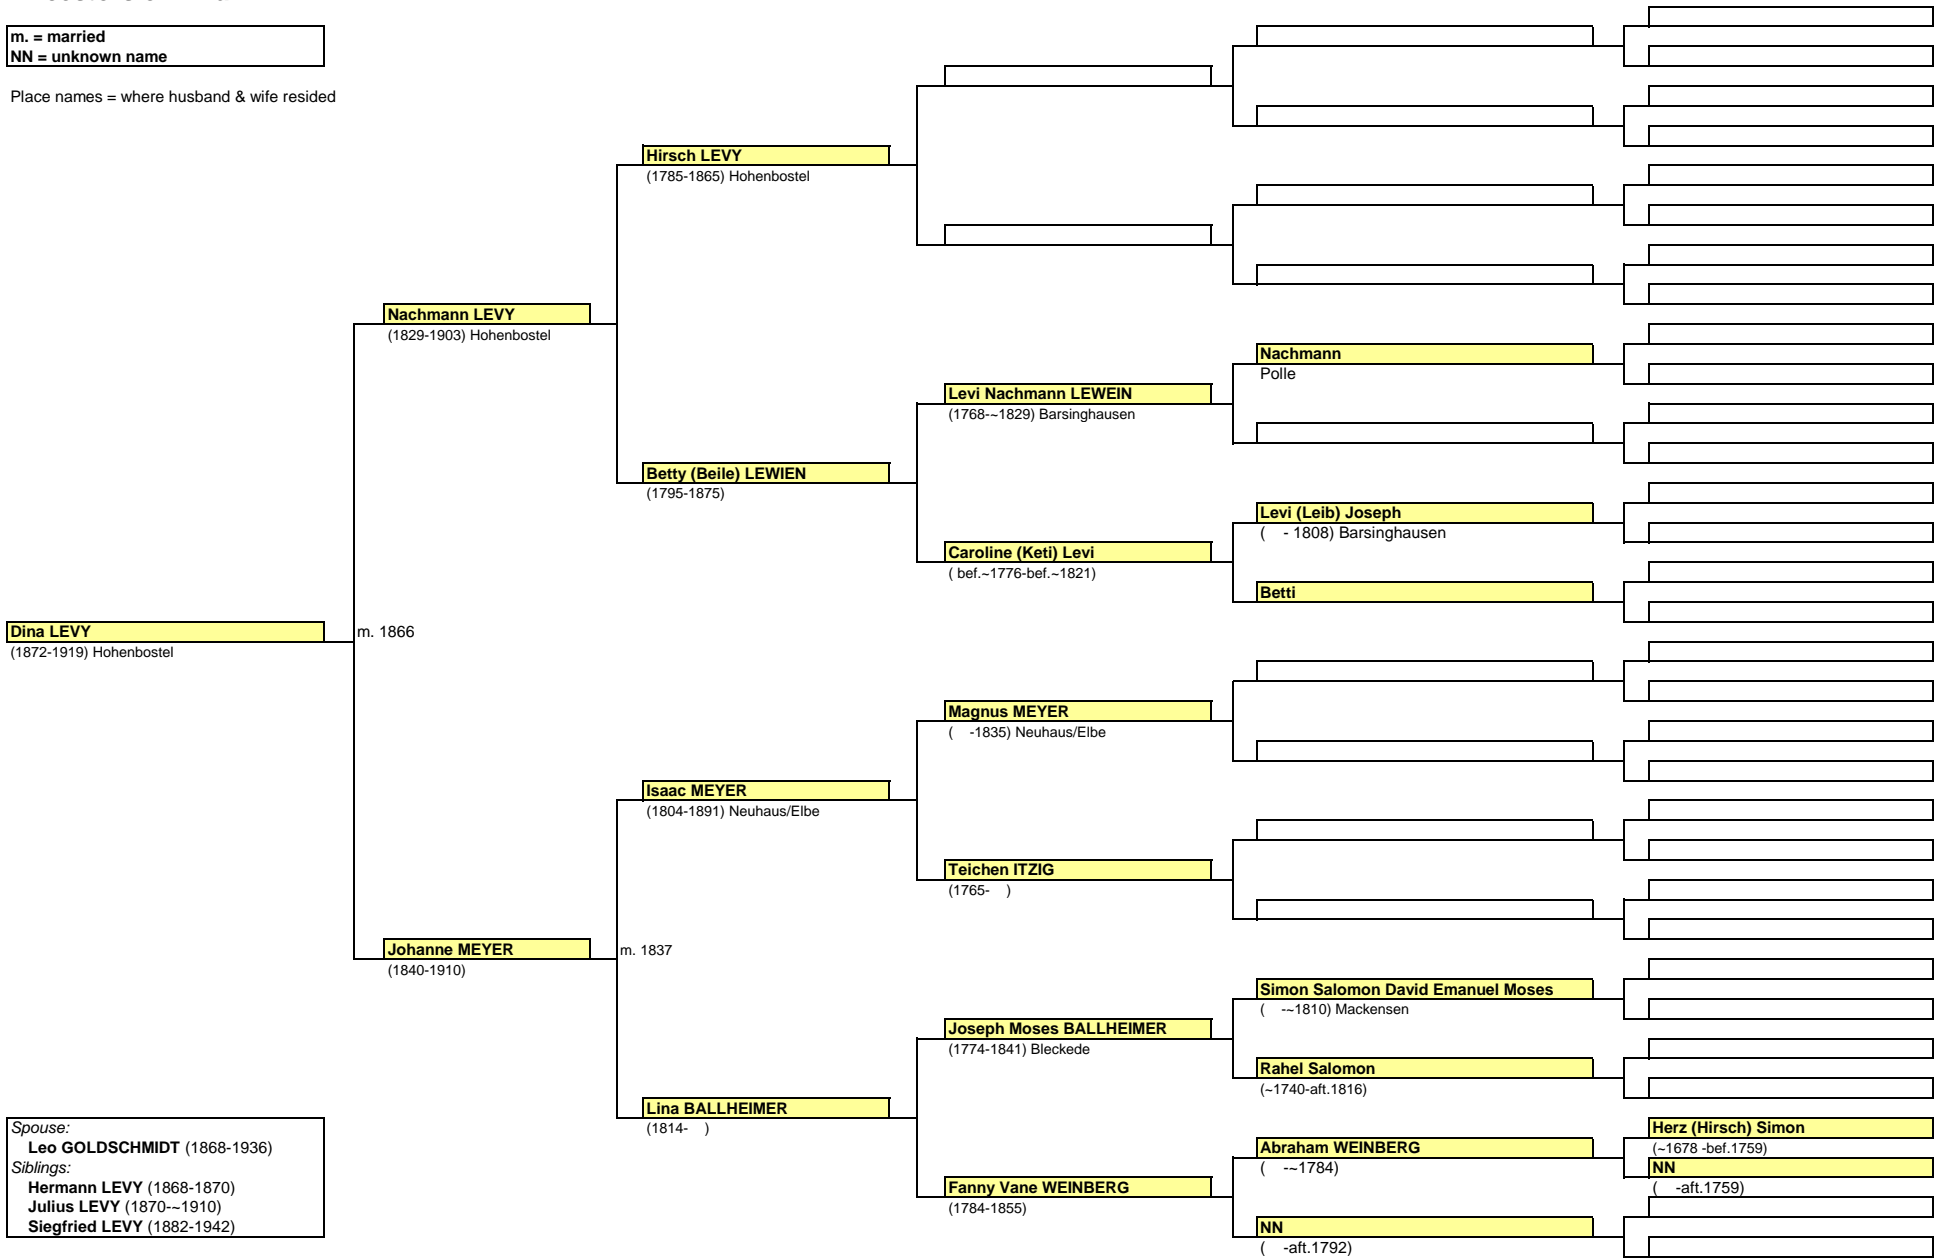 m. = married
NN = unknown name
Place names = where husband & wife resided
Hirsch LEVY
(1785-1865) Hohenbostel
Nachmann LEVY
(1829-1903) Hohenbostel
Nachmann
Polle
Levi Nachmann LEWEIN
(1768-~1829) Barsinghausen
Betty (Beile) LEWIEN
(1795-1875)
Levi (Leib) Joseph
(    - 1808) Barsinghausen
Caroline (Keti) Levi
( bef.~1776-bef.~1821)
Betti
Dina LEVY
(1872-1919) Hohenbostel
m. 1866
Magnus MEYER
(    -1835) Neuhaus/Elbe
Isaac MEYER
(1804-1891) Neuhaus/Elbe
Teichen ITZIG
(1765-    )
Johanne MEYER
(1840-1910)
m. 1837
Simon Salomon David Emanuel Moses
(    -~1810) Mackensen
Joseph Moses BALLHEIMER
(1774-1841) Bleckede
Rahel Salomon
(~1740-aft.1816)
Lina BALLHEIMER
(1814-    )
Herz (Hirsch) Simon
(~1678 -bef.1759)
Abraham WEINBERG
(    -~1784)
NN
(    -aft.1759)
Fanny Vane WEINBERG
(1784-1855)
NN
(    -aft.1792)
Spouse:
Leo GOLDSCHMIDT (1868-1936)
Siblings:
Hermann LEVY (1868-1870)
Julius LEVY (1870-~1910)
Siegfried LEVY (1882-1942)